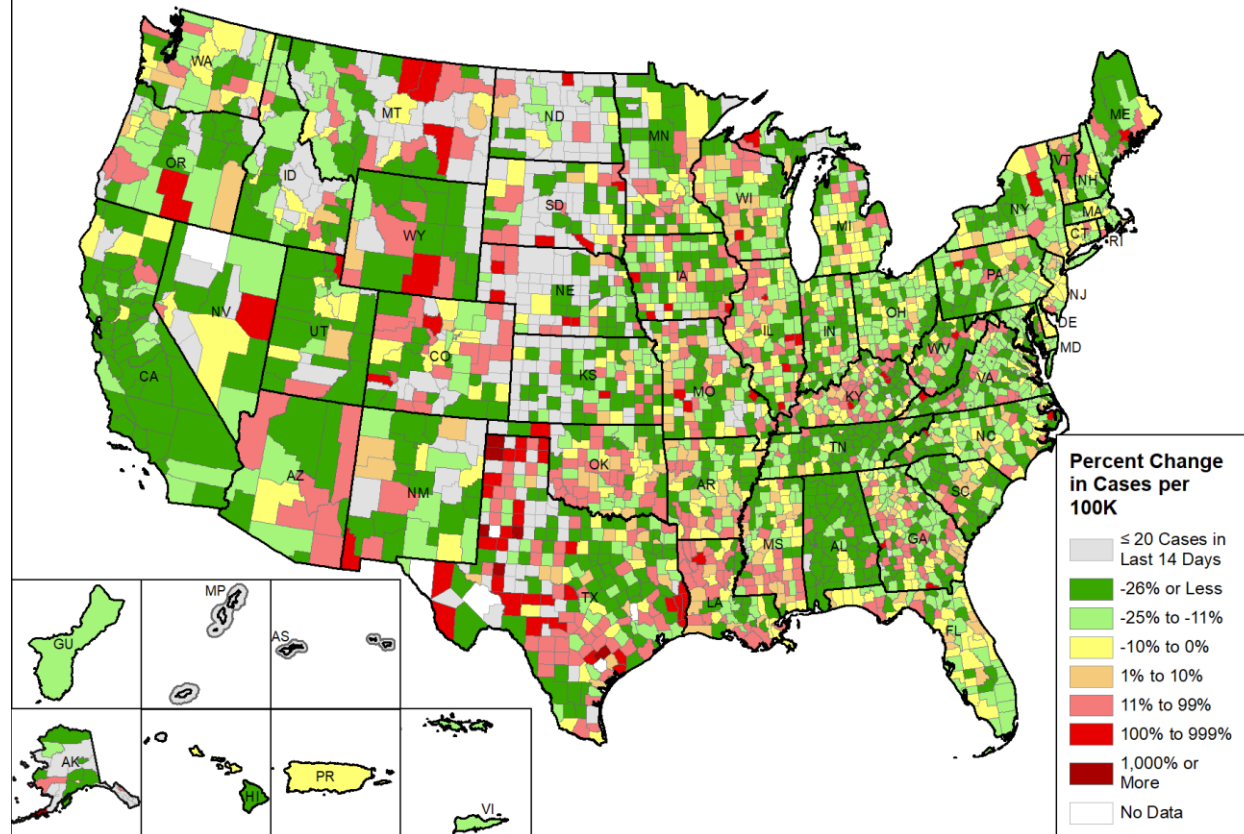 WA
MT
ND
MN
ME
OR
ID
SD
WI
VT
NH
NY
MA
CT
RI
WY
MI
IA
PA
NJ
NE
NV
UT
CO
IL
IN
OH
DE
MD
WV
VA
CA
KS
MO
KY
NC
TN
AZ
NM
OK
AR
SC
MS
AL
GA
TX
LA
FL
Percent Change
in Cases per
100K
≤ 20 Cases in
Last 14 Days
-26% or Less
-25% to -11%
-10% to 0%
1% to 10%
11% to 99%
100% to 999%
1,000% or
More
No Data
GU
MP
AS
AK
HI
PR
VI